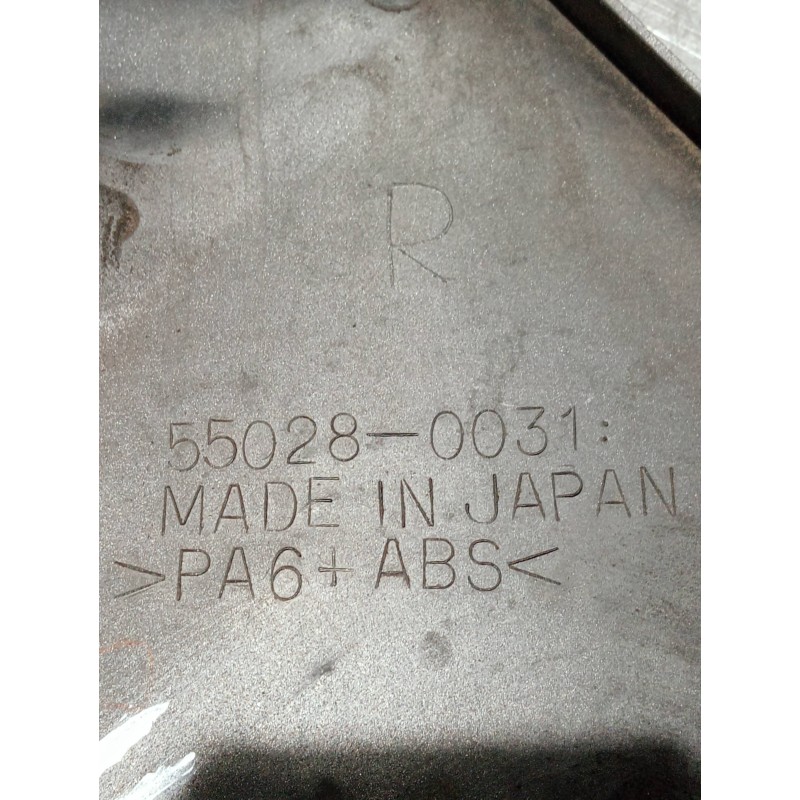 R
55028-0031:
MADE IN JAPAN
>PA6+ABS<